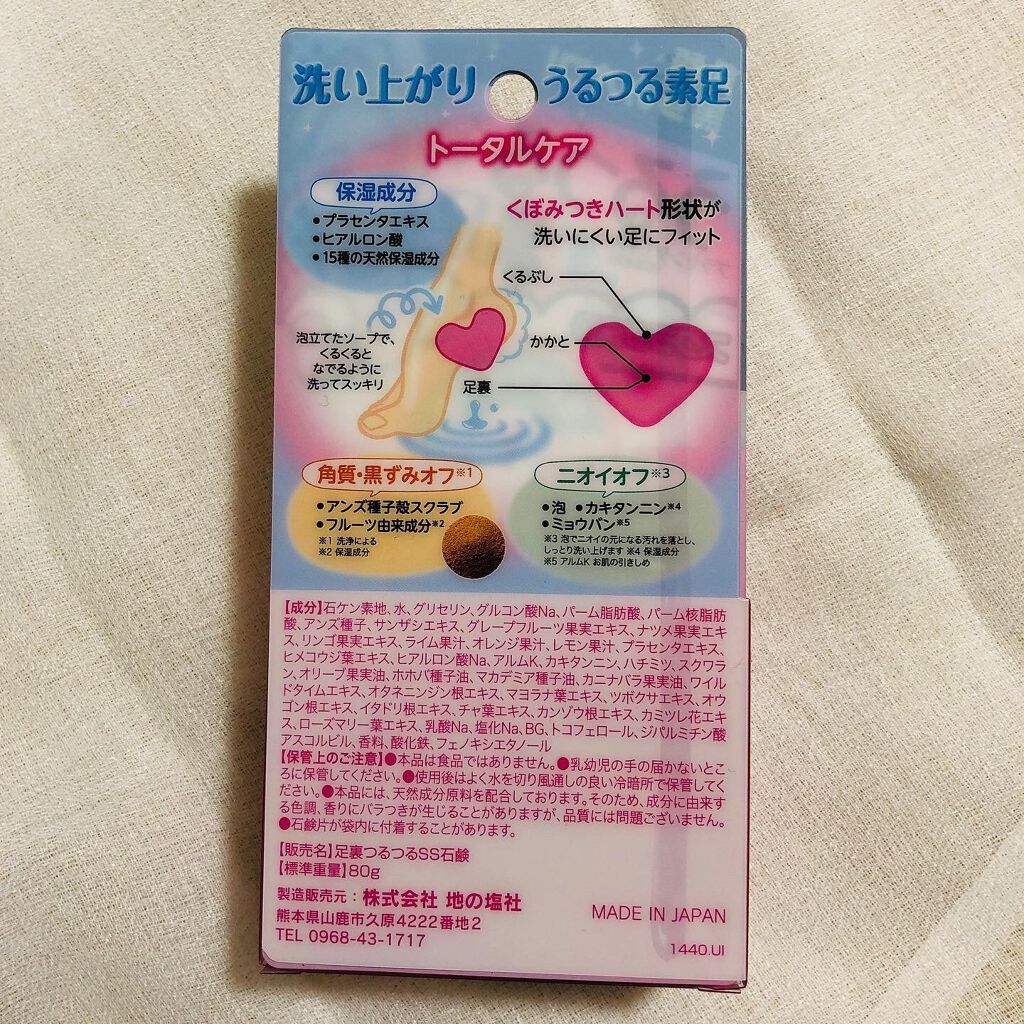 洗い上がり うるつる素足
トータルケア
保湿成分
●プラセンタエキス
●ヒアルロン酸
●15種の天然保湿成分
くぼみつきハート形状が
洗いにくい足にフィット
くるぶし
かかと
足裏
泡立てたソープで、
くるくると
なでるように
洗ってスッキリ
角質・黒ずみオフ※1
●アンズ種子殻スクラブ
●フルーツ由来成分※2
※1 洗浄による
※2 保湿成分
ニオイオフ※3
●泡 ●カキタンニン※4
●ミョウバン※5
※3 泡でニオイの元になる汚れを落とし、
しっとり洗い上げます ※4 保湿成分
※5 アルムK お肌の引きしめ
【成分】石ケン素地、水、グリセリン、グルコン酸Na、パーム脂肪酸、パーム核脂肪
酸、アンズ種子、サンザシエキス、グレープフルーツ果実エキス、ナツメ果実エキ
ス、リンゴ果実エキス、ライム果汁、オレンジ果汁、レモン果汁、プラセンタエキス、
ヒメコウジ葉エキス、ヒアルロン酸Na、アルムK、カキタンニン、ハチミツ、スクワラ
ン、オリーブ果実油、ホホバ種子油、マカデミア種子油、カニナバラ果実油、ワイル
ドタイムエキス、オタネニンジン根エキス、マヨラナ葉エキス、ツボクサエキス、オウ
ゴン根エキス、イタドリ根エキス、チャ葉エキス、カンゾウ根エキス、カミツレ花エキ
ス、ローズマリー葉エキス、乳酸Na、塩化Na、BG、トコフェロール、ジパルミチン酸
アスコルビル、香料、酸化鉄、フェノキシエタノール
【保管上のご注意】●本品は食品ではありません。●乳幼児の手の届かないとこ
ろに保管してください。●使用後はよく水を切り風通しの良い冷暗所で保管してく
ださい。●本品には、天然成分原料を配合しております。そのため、成分に由来す
る色調、香りにバラつきが生じることがありますが、品質には問題ございません。
●石鹸片が袋内に付着することがあります。
【販売名】足裏つるつるSS石鹸
【標準重量】80g
製造販売元：株式会社 地の塩社
熊本県山鹿市久原4222番地2
TEL 0968-43-1717
MADE IN JAPAN
1440.UI